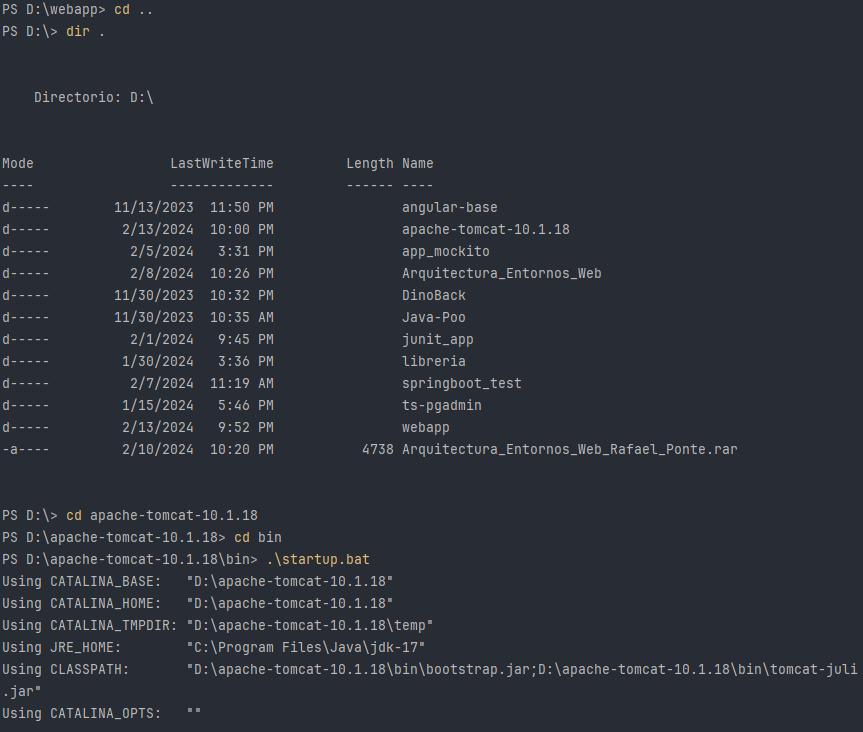 PS D:\webapp> cd ..
PS D:\> dir .
Directorio: D:\
Mode LastWriteTime Length Name
---- ------------- ------ ----
d----- 11/13/2023 11:50 PM angular-base
d----- 2/13/2024 10:00 PM apache-tomcat-10.1.18
d----- 2/5/2024 3:31 PM app_mockito
d----- 2/8/2024 10:26 PM Arquitectura_Entornos_Web
d----- 11/30/2023 10:32 PM DinoBack
d----- 11/30/2023 10:35 AM Java-Poo
d----- 2/1/2024 9:45 PM junit_app
d----- 1/30/2024 3:36 PM libreria
d----- 2/7/2024 11:19 AM springboot_test
d----- 1/15/2024 5:46 PM ts-pgadmin
d----- 2/13/2024 9:52 PM webapp
-a---- 2/10/2024 10:20 PM 4738 Arquitectura_Entornos_Web_Rafael_Ponte.rar
PS D:\> cd apache-tomcat-10.1.18
PS D:\apache-tomcat-10.1.18> cd bin
PS D:\apache-tomcat-10.1.18\bin> .\startup.bat
Using CATALINA_BASE: "D:\apache-tomcat-10.1.18"
Using CATALINA_HOME: "D:\apache-tomcat-10.1.18"
Using CATALINA_TMPDIR: "D:\apache-tomcat-10.1.18\temp"
Using JRE_HOME: "C:\Program Files\Java\jdk-17"
Using CLASSPATH: "D:\apache-tomcat-10.1.18\bin\bootstrap.jar;D:\apache-tomcat-10.1.18\bin\tomcat-juli
.jar"
Using CATALINA_OPTS: ""